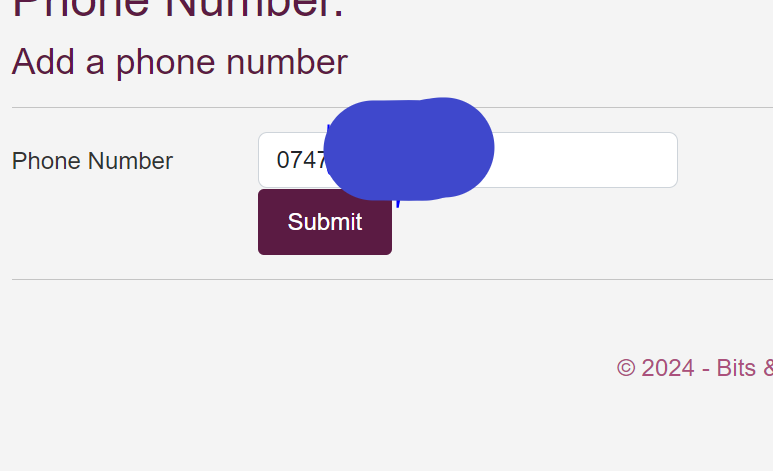 Phone Number.
Add a phone number
Phone Number
0747
Submit
© 2024 - Bits &